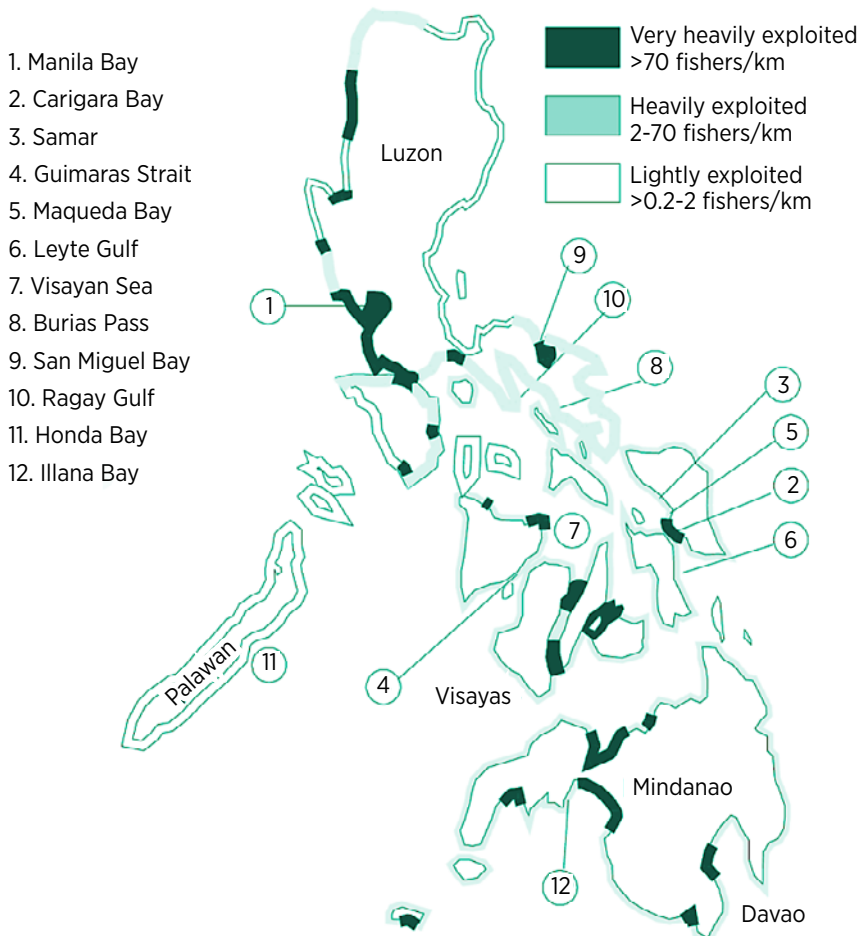 1. Manila Bay
2. Carigara Bay
3. Samar
4. Guimaras Strait
5. Maqueda Bay
6. Leyte Gulf
7. Visayan Sea
8. Burias Pass
9. San Miguel Bay
10. Ragay Gulf
11. Honda Bay
12. Illana Bay
Very heavily exploited
>70 fishers/km
Heavily exploited
2-70 fishers/km
Lightly exploited
>0.2-2 fishers/km
Luzon
9
10
1
8
3
5
2
7
6
Palawan
11
4
Visayas
Mindanao
12
Davao